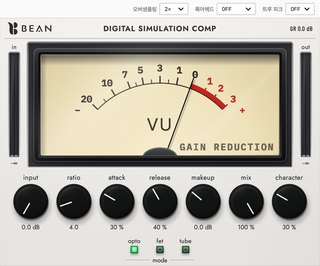 오버샘플링 2× 룩어헤드 OFF 트루 피크 OFF
BEAN DIGITAL SIMULATION COMP GR 0.0 dB
in out
20 10 7 5 3 1 0 1 2 3
- +
VU
GAIN REDUCTION
-∞ -∞
input ratio attack release makeup mix character
0.0 dB 4.0 30 % 40 % 0.0 dB 100 % 30 %
opto fet tube
mode